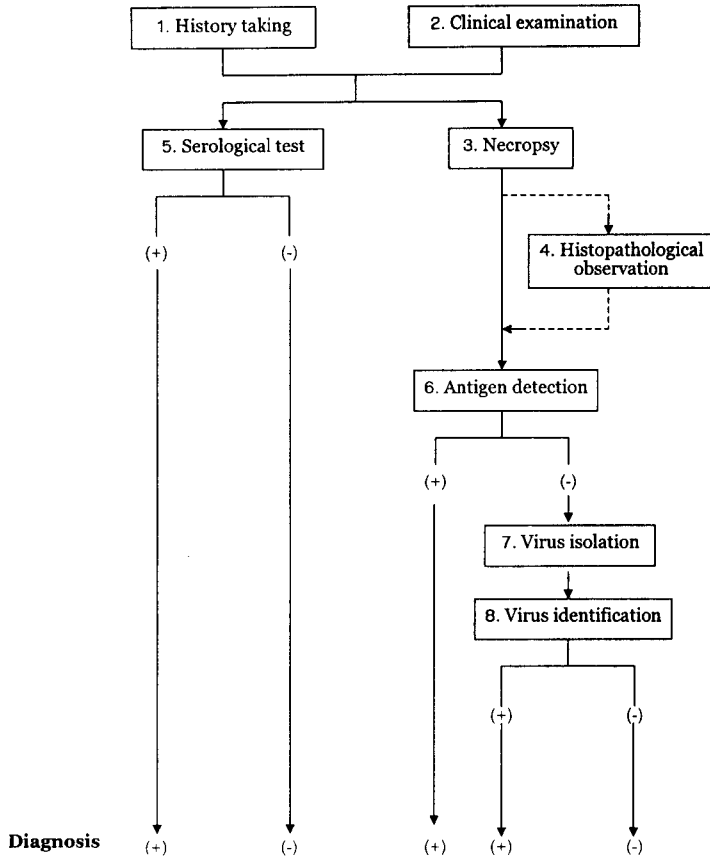 1. History taking
2. Clinical examination
5. Serological test
3. Necropsy
(+)
(-)
4. Histopathological
observation
6. Antigen detection
(+)
(-)
7. Virus isolation
8. Virus identification
(+)
(-)
Diagnosis
(+)
(-)
(+)
(+)
(-)